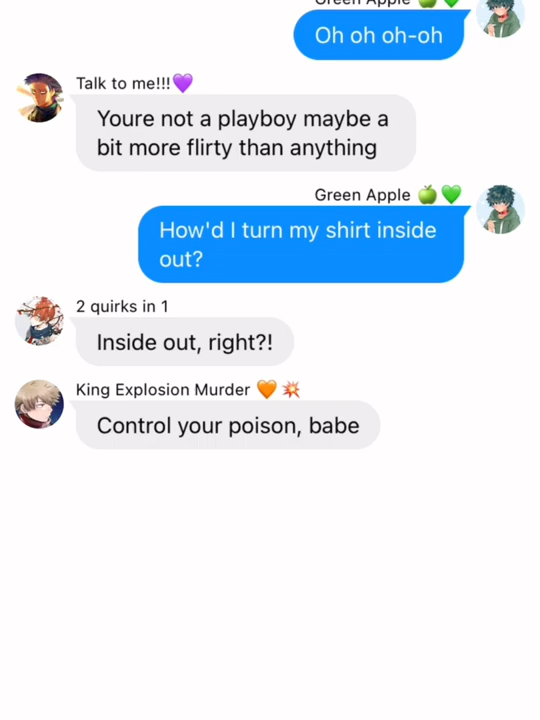 Green Apple 🍏💚
Oh oh oh-oh
Talk to me!!!💜
Youre not a playboy maybe a
bit more flirty than anything
Green Apple 🍏💚
How'd I turn my shirt inside
out?
2 quirks in 1
Inside out, right?!
King Explosion Murder 🧡 💥
Control your poison, babe